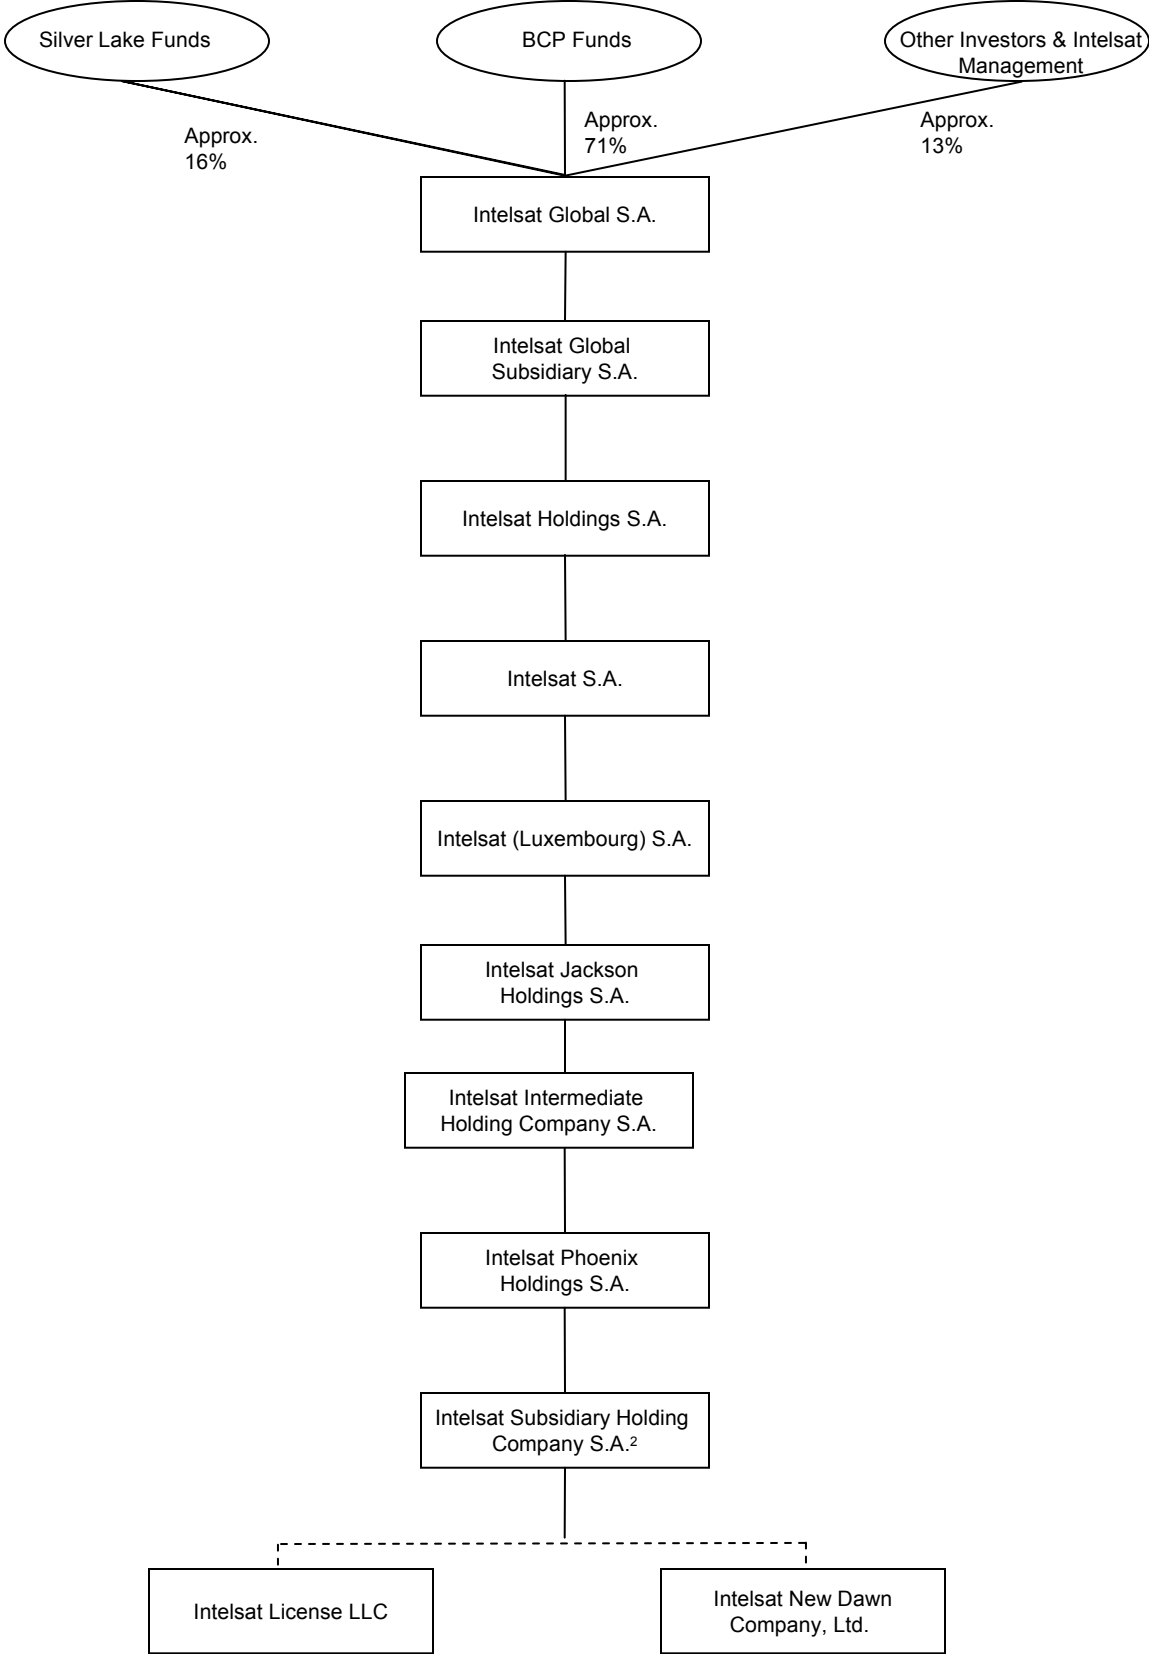 Silver Lake Funds
BCP Funds
Other Investors & Intelsat
Management
Approx.
16%
Approx.
71%
Approx.
13%
Intelsat Global S.A.
Intelsat Global
Subsidiary S.A.
Intelsat Holdings S.A.
Intelsat S.A.
Intelsat (Luxembourg) S.A.
Intelsat Jackson
Holdings S.A.
Intelsat Intermediate
Holding Company S.A.
Intelsat Phoenix
Holdings S.A.
Intelsat Subsidiary Holding
Company S.A.²
Intelsat License LLC
Intelsat New Dawn
Company, Ltd.